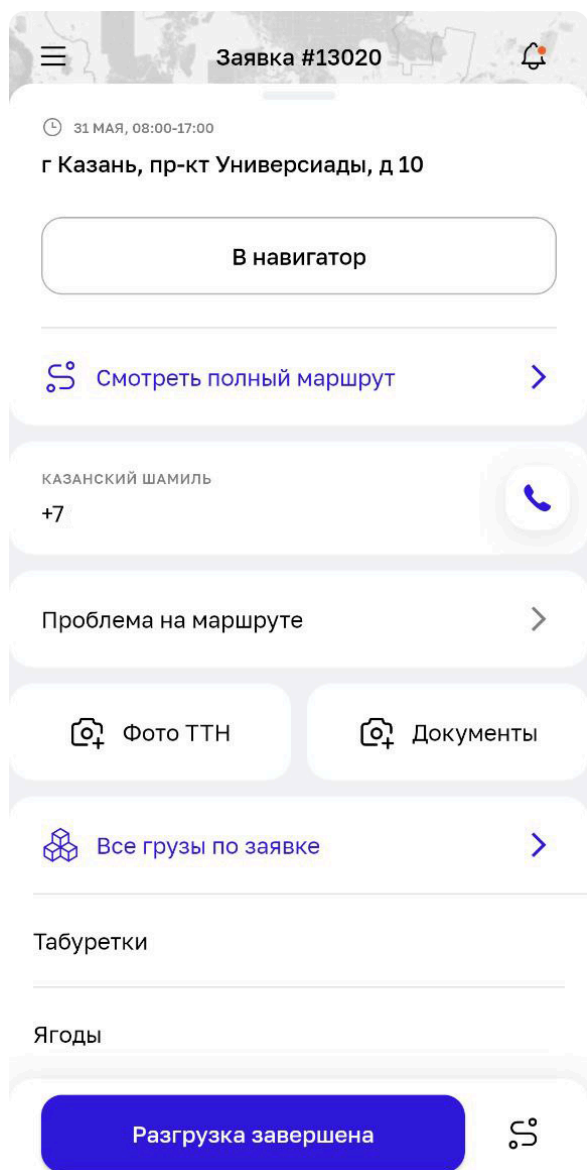 Заявка #13020
31 МАЯ, 08:00-17:00
г Казань, пр-кт Универсиады, д 10
В навигатор
Смотреть полный маршрут
КАЗАНСКИЙ ШАМИЛЬ
+7
Проблема на маршруте
Фото ТТН
Документы
Все грузы по заявке
Табуретки
Ягоды
Разгрузка завершена